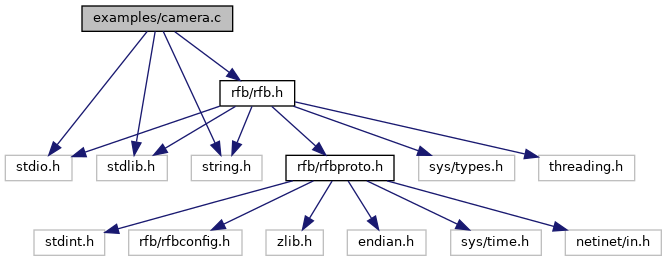 examples/camera.c
rfb/rfb.h
stdio.h
stdlib.h
string.h
rfb/rfbproto.h
sys/types.h
threading.h
stdint.h
rfb/rfbconfig.h
zlib.h
endian.h
sys/time.h
netinet/in.h